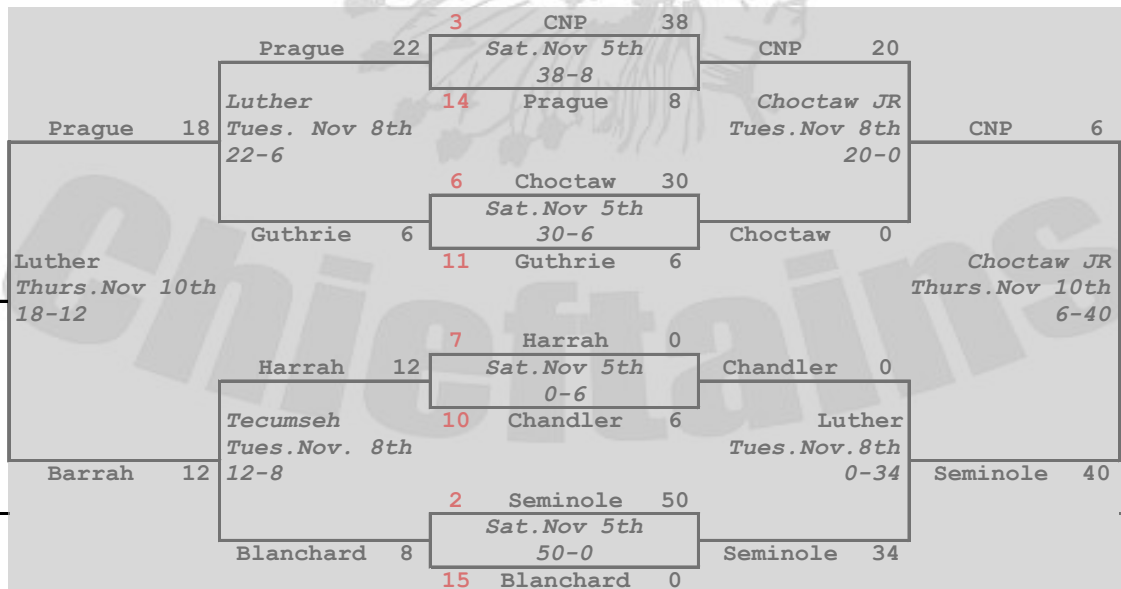 3 CNP 38
Prague 22 Sat.Nov 5th CNP 20
38-8
Luther 14 Prague 8 Choctaw JR
Prague 18 Tues. Nov 8th Tues.Nov 8th CNP 6
22-6 20-0
6 Choctaw 30
Sat.Nov 5th
Guthrie 6 30-6 Choctaw 0
Luther 11 Guthrie 6 Choctaw JR
Thurs.Nov 10th Thurs.Nov 10th
18-12 6-40
7 Harrah 0
Harrah 12 Sat.Nov 5th Chandler 0
0-6
Tecumseh 10 Chandler 6 Luther
Tues.Nov. 8th Tues.Nov.8th
Barrah 12 12-8 0-34 Seminole 40
2 Seminole 50
Sat.Nov 5th
Blanchard 8 50-0 Seminole 34
15 Blanchard 0
Chieftains